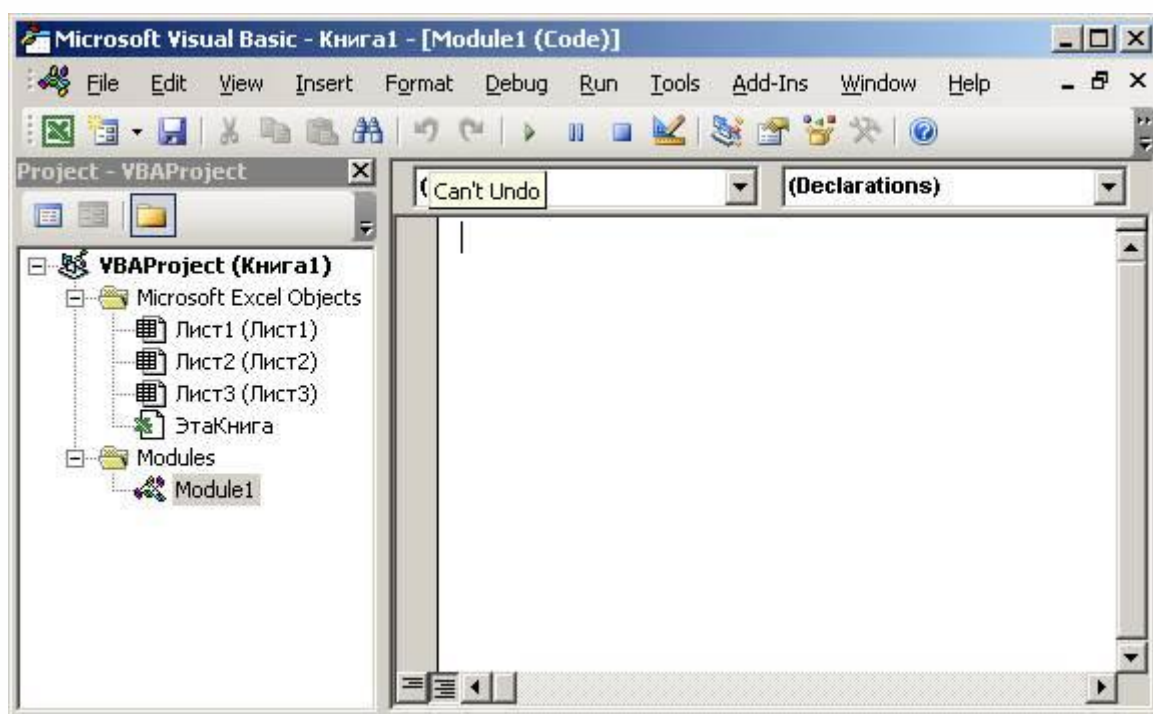 Microsoft Visual Basic - Книга1 - [Module1 (Code)]
File Edit View Insert Format Debug Run Tools Add-Ins Window Help
Project - VBAProject
( Can't Undo (Declarations)
VBAProject (Книга1)
Microsoft Excel Objects
Лист1 (Лист1)
Лист2 (Лист2)
Лист3 (Лист3)
ЭтаКнига
Modules
Module1